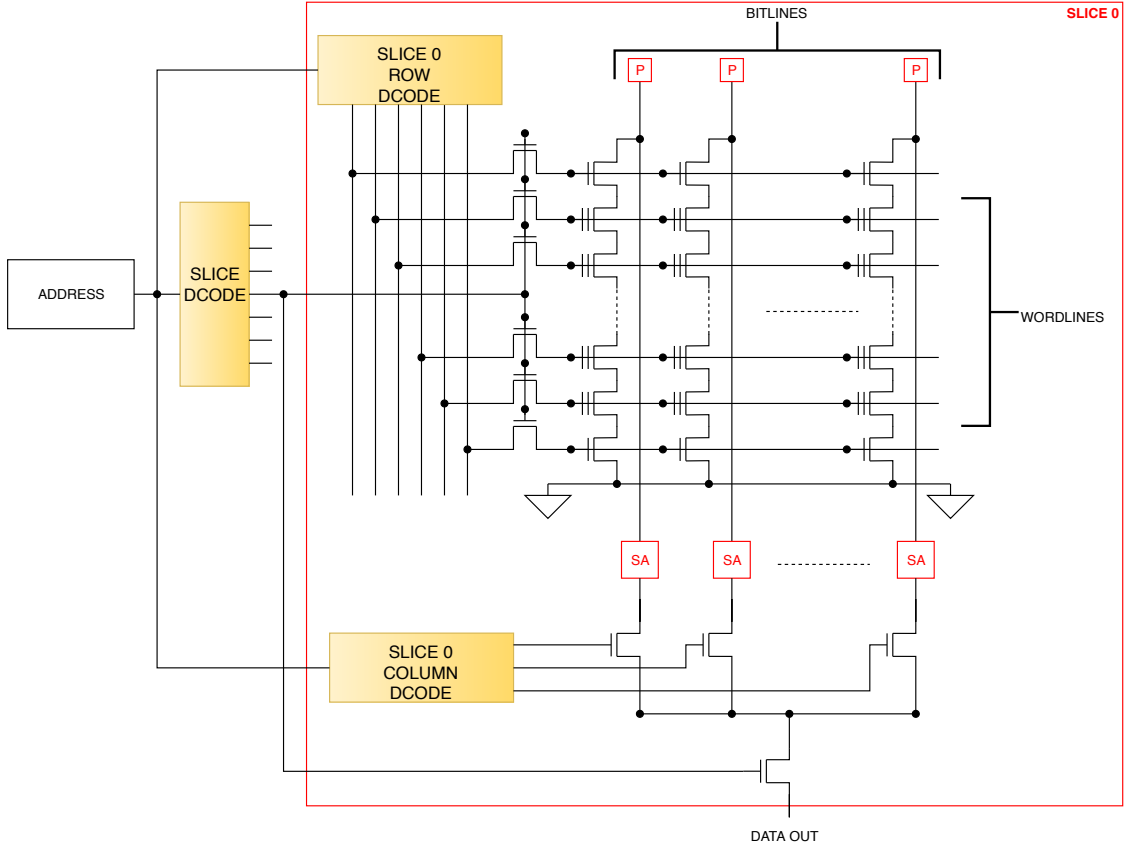 SLICE 0
BITLINES
P
P
P
SLICE 0
ROW
DCODE
ADDRESS
SLICE
DCODE
WORDLINES
SA
SA
SA
SLICE 0
COLUMN
DCODE
DATA OUT